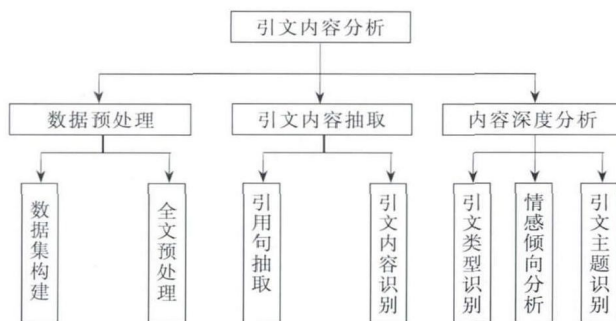 引文内容分析
数据预处理
引文内容抽取
内容深度分析
数据集构建
全文预处理
引用句抽取
引文内容识别
引文类型识别
情感倾向分析
引文主题识别